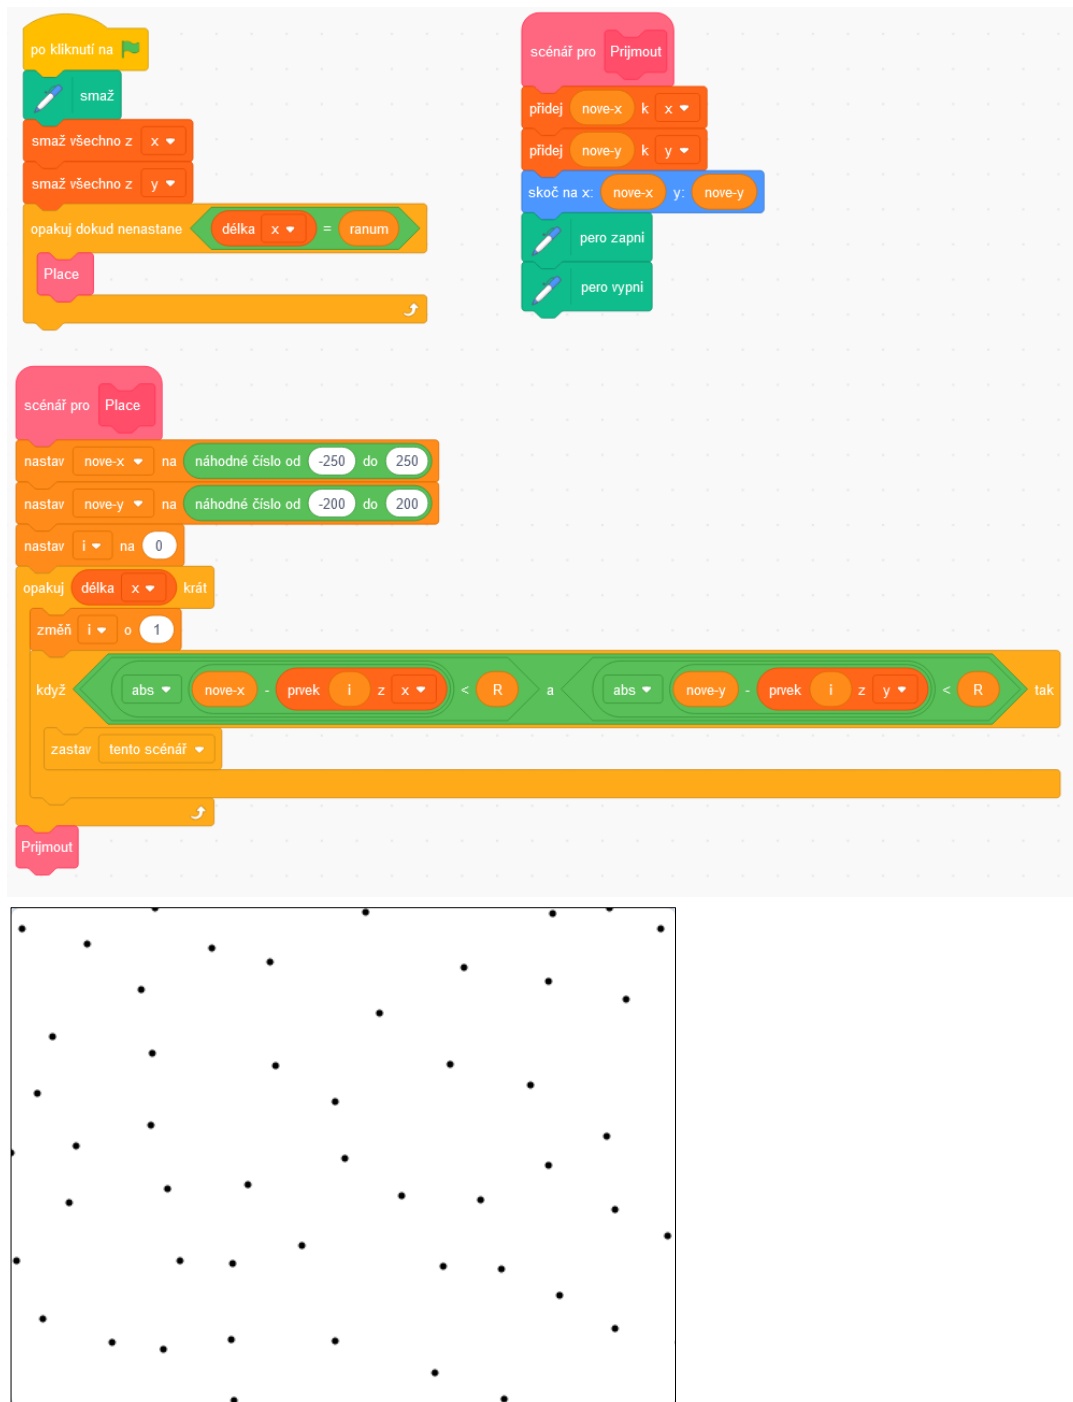 po kliknutí na
smaž
smaž všechno z x
smaž všechno z y
opakuj dokud nenastane délka x = ranum
Place
scénář pro Prijmout
přidej nove-x k x
přidej nove-y k y
skoč na x: nove-x y: nove-y
pero zapni
pero vypni
scénář pro Place
nastav nove-x na náhodné číslo od -250 do 250
nastav nove-y na náhodné číslo od -200 do 200
nastav i na 0
opakuj délka x krát
změň i o 1
když abs nove-x - prvek i z x < R a abs nove-y - prvek i z y < R tak
zastav tento scénář
Prijmout